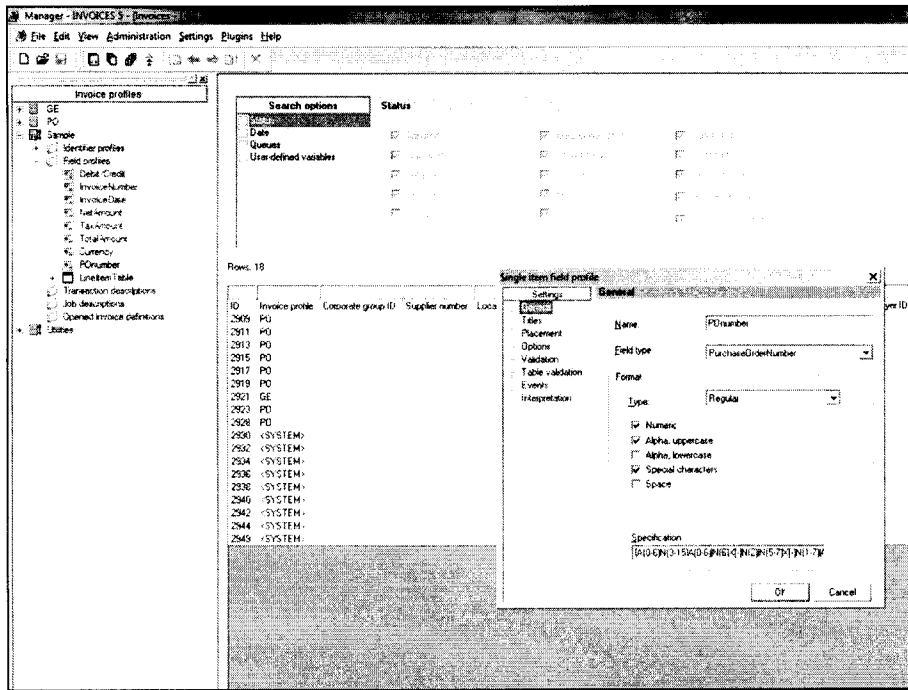 Manager - INVOICES 5 - [Invoices -
File Edit View Administration Settings Plugins Help
Invoice profiles
GE
PO
Sample
Identifier profiles
Field profiles
Debit/Credit
InvoiceNumber
InvoiceDate
NetAmount
TaxAmount
TotalAmount
Currency
POnumber
LineItemTable
Transaction descriptions
Job descriptions
Opened invoice definitions
Utilities
Search options
Date
Queues
User-defined variables
Status
Rows: 18
ID Invoice profile Corporate group ID Supplier number Loca
2909 PO
2911 PO
2913 PO
2915 PO
2917 PO
2919 PO
2921 GE
2923 PO
2928 PO
2930 <SYSTEM>
2932 <SYSTEM>
2934 <SYSTEM>
2936 <SYSTEM>
2938 <SYSTEM>
2940 <SYSTEM>
2942 <SYSTEM>
2944 <SYSTEM>
2949 <SYSTEM>
yer ID
Single item field profile
Settings
Titles
Placement
Options
Validation
Table validation
Events
Interpretation
General
Name: POnumber
Field type PurchaseOrderNumber
Format
Type: Regular
Numeric
Alpha, uppercase
Alpha, lowercase
Special characters
Space
Specification
OK Cancel